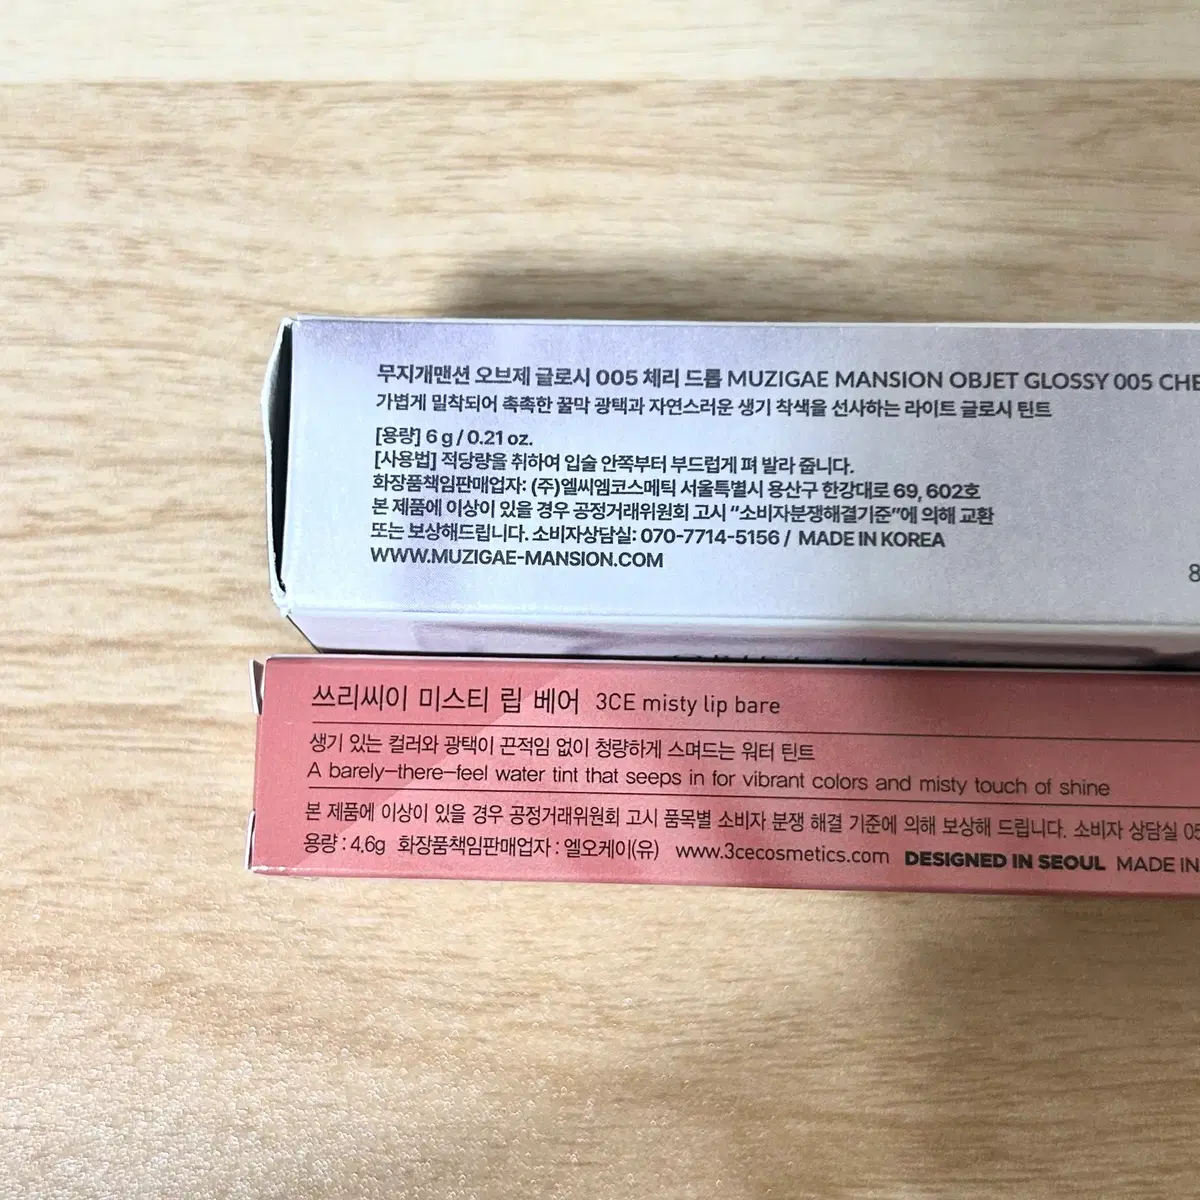 무지개맨션 오브제 글로시 005 체리 드롭 MUZIGAE MANSION OBJET GLOSSY 005 CHE
가볍게 밀착되어 촉촉한 꿀막 광택과 자연스러운 생기 착색을 선사하는 라이트 글로시 틴트
[용량] 6 g / 0.21 oz.
[사용법] 적당량을 취하여 입술 안쪽부터 부드럽게 펴 발라 줍니다.
화장품책임판매업자: (주)엘씨엠코스메틱 서울특별시 용산구 한강대로 69, 602호
본 제품에 이상이 있을 경우 공정거래위원회 고시 “소비자분쟁해결기준”에 의해 교환
또는 보상해드립니다. 소비자상담실: 070-7714-5156 / MADE IN KOREA
WWW.MUZIGAE-MANSION.COM
8
쓰리씨이 미스티 립 베어 3CE misty lip bare
생기 있는 컬러와 광택이 끈적임 없이 청량하게 스며드는 워터 틴트
A barely-there-feel water tint that seeps in for vibrant colors and misty touch of shine
본 제품에 이상이 있을 경우 공정거래위원회 고시 품목별 소비자 분쟁 해결 기준에 의해 보상해 드립니다. 소비자 상담실
용량 : 4.6g 화장품책임판매업자 : 엘오케이(유) www.3cecosmetics.com DESIGNED IN SEOUL MADE IN